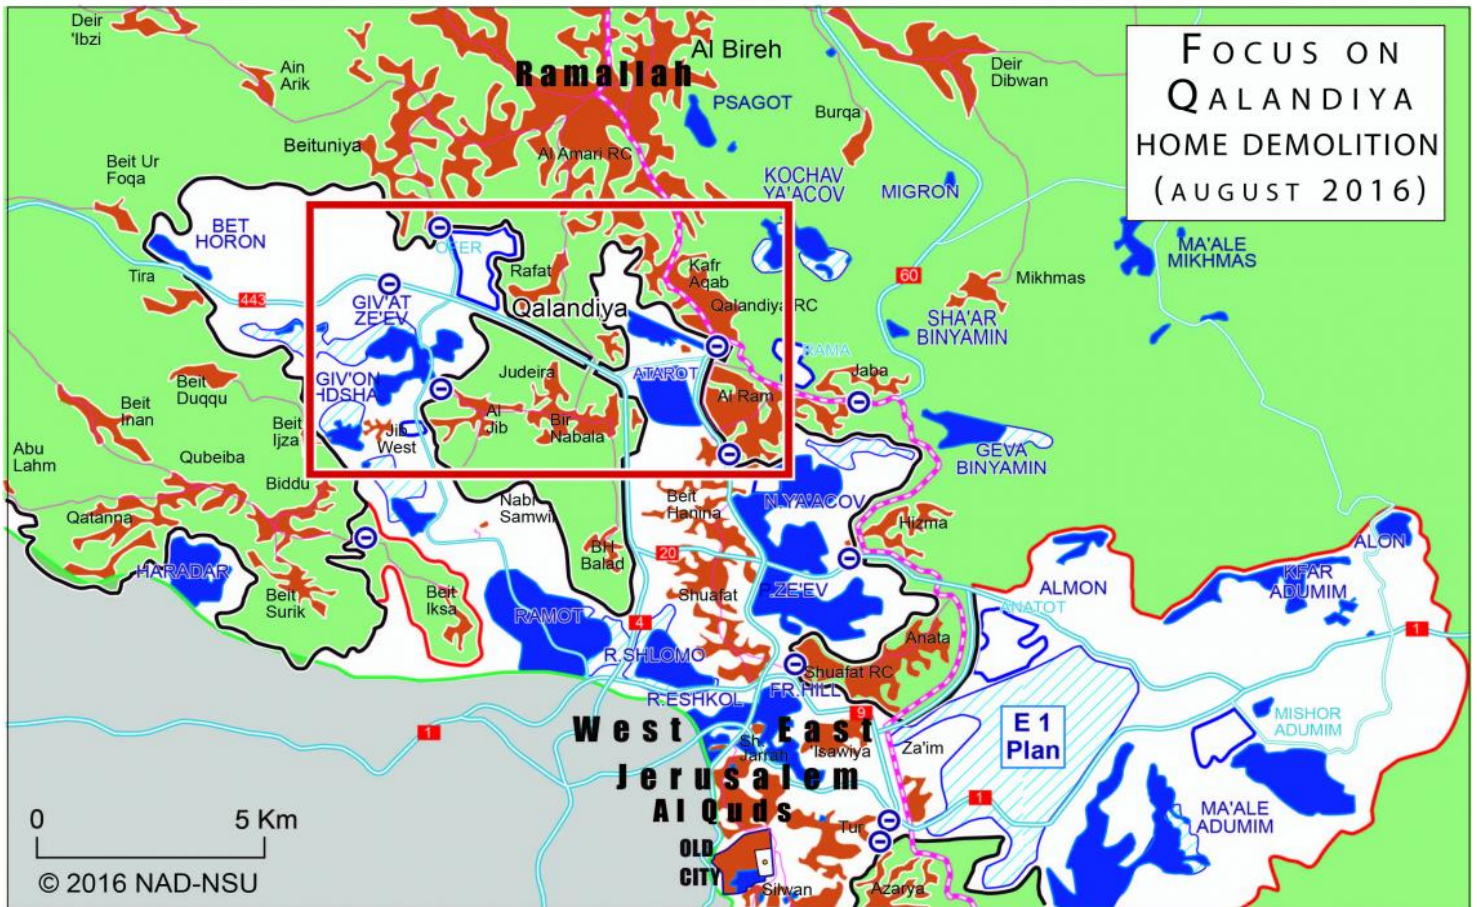 FOCUS ON
QALANDIYA
HOME DEMOLITION
(AUGUST 2016)
Deir
'Ibzi
Ain
Arik
Al Bireh
Ramallah
PSAGOT
Deir
Dibwan
Burqa
Beituniya
Al Amari RC
Beit Ur
Foqa
KOCHAV
YA'ACOV
MIGRON
BET
HORON
OFER
Rafat
Kafr
Aqab
MA'ALE
MIKHMAS
Tira
443
GIV'AT
ZE'EV
Qalandiya
Qalandiya RC
60
Mikhmas
SHA'AR
BINYAMIN
RAMA
Jaba
Judeira
ATAROT
Al Ram
Beit
Duqqu
GIV'ON
HDSHA
Beit
Inan
Beit
Ijza
Jib
West
Al
Jib
Bir
Nabala
Abu
Lahm
GEVA
BINYAMIN
Qubeiba
Biddu
Qatanna
Nabi
Samwil
Beit
Hanina
N.YA'ACOV
Hizma
BH
Balad
20
HARADAR
Beit
Surik
Beit
Iksa
RAMOT
Shuafat
P.ZE'EV
ALMON
ALON
KFAR
ADUMIM
ANATOT
4
R.SHLOMO
Anata
1
Shuafat RC
R.ESHKOL
FR.HILL
9
E 1
Plan
MISHOR
ADUMIM
1
West East
Jerusalem
Al Quds
Sh.
Jarrah
'Isawiya
Za'im
1
MA'ALE
ADUMIM
Tur
OLD
CITY
Silwan
Azarya
0 5 Km
© 2016 NAD-NSU